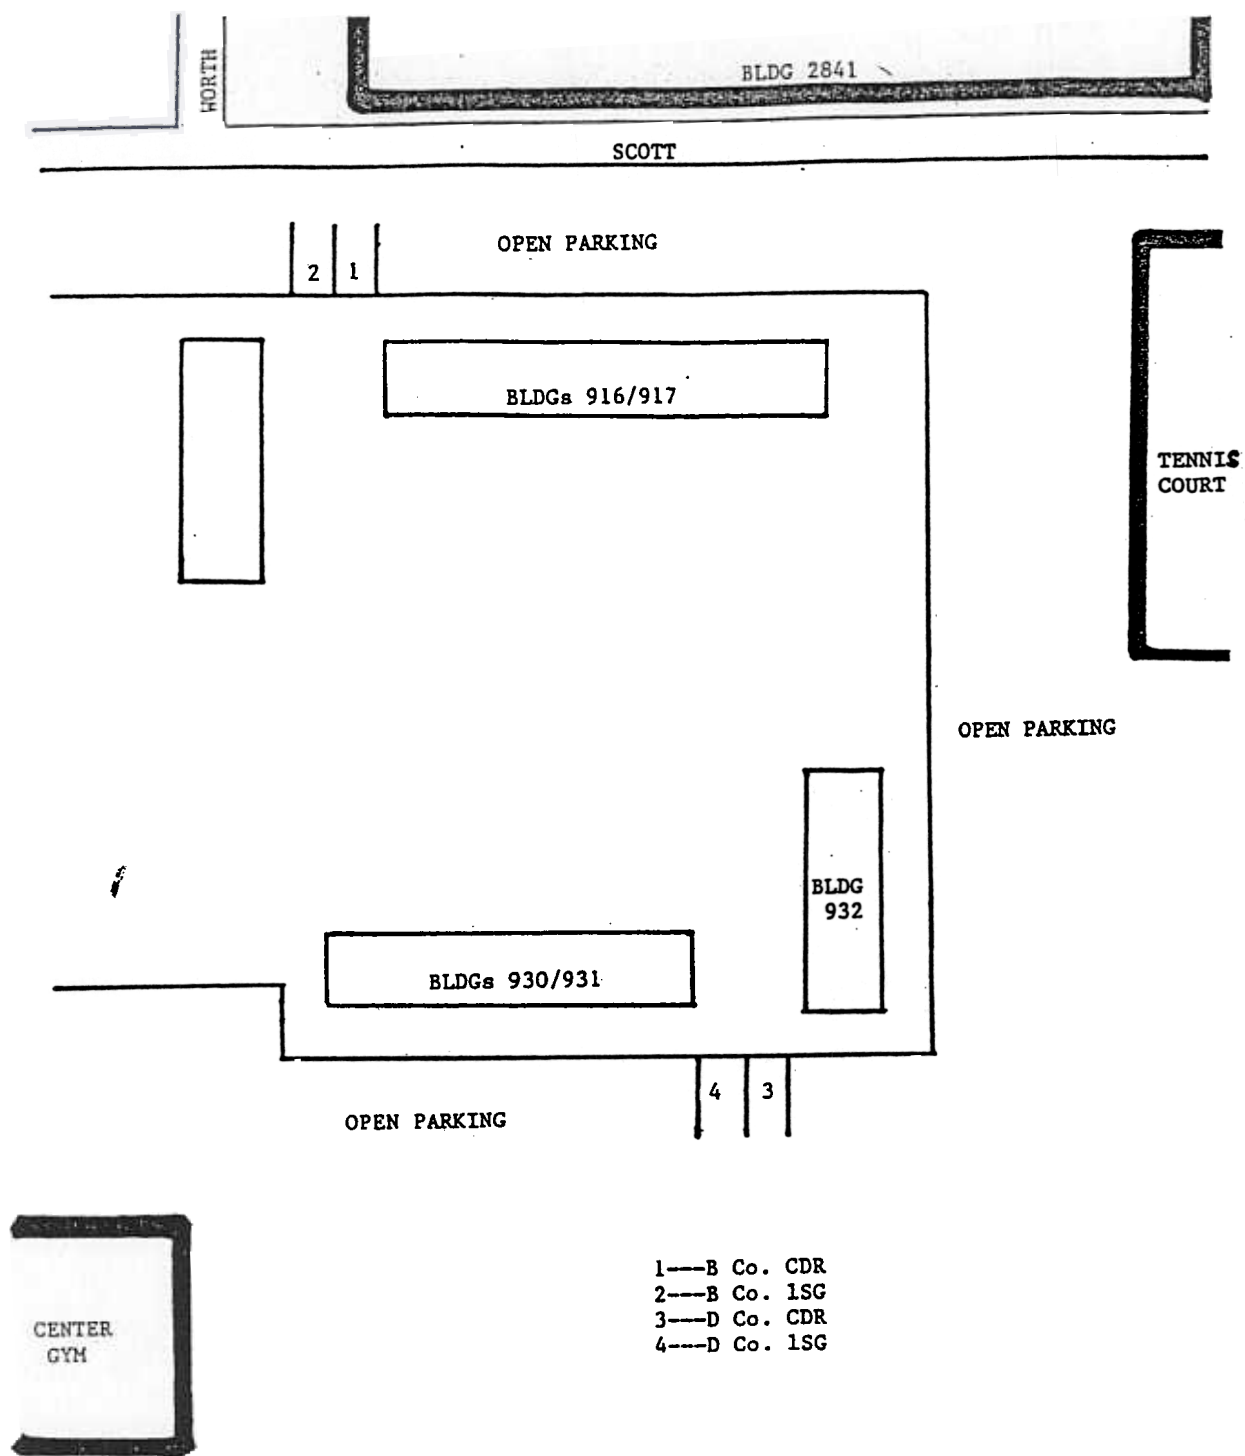 WORTH
BLDG 2841
SCOTT
OPEN PARKING
2
1
BLDGs 916/917
TENNIS
COURT
OPEN PARKING
BLDG
932
BLDGs 930/931
4
3
OPEN PARKING
1---B Co. CDR
2---B Co. 1SG
3---D Co. CDR
4---D Co. 1SG
CENTER
GYM